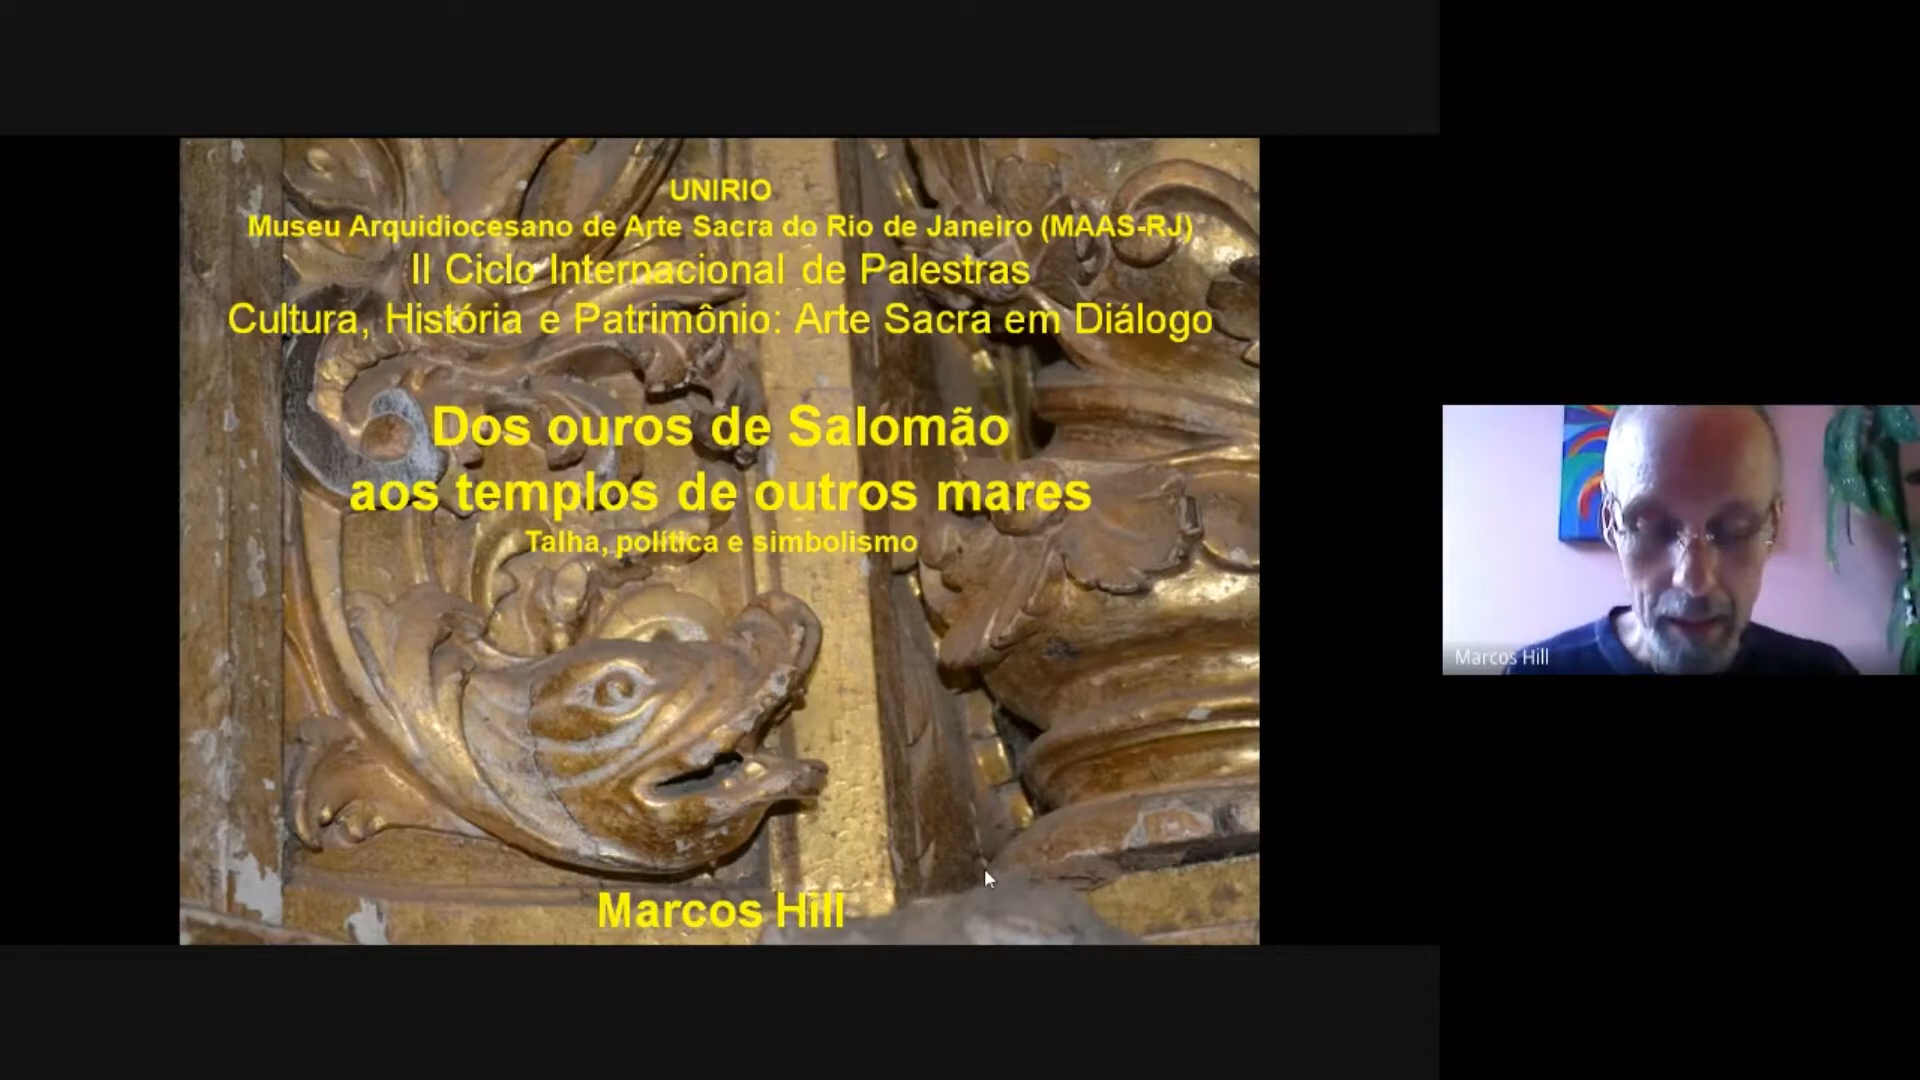 UNIRIO
Museu Arquidiocesano de Arte Sacra do Rio de Janeiro (MAAS-RJ)
II Ciclo Internacional de Palestras
Cultura, História e Patrimônio: Arte Sacra em Diálogo
Dos ouros de Salomão
aos templos de outros mares
Talha, política e simbolismo
Marcos Hill
Marcos Hill